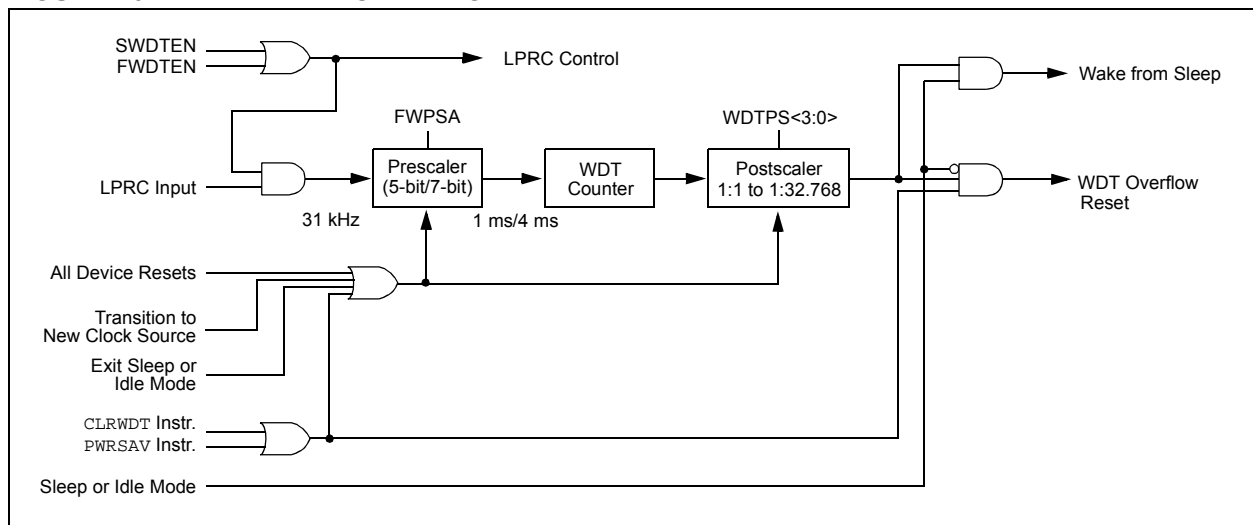 SWDTEN
FWDTEN
LPRC Control
Wake from Sleep
FWPSA
WDTPS<3:0>
Prescaler
(5-bit/7-bit)
WDT
Counter
Postscaler
1:1 to 1:32.768
LPRC Input
WDT Overflow
Reset
31 kHz
1 ms/4 ms
All Device Resets
Transition to
New Clock Source
Exit Sleep or
Idle Mode
CLRWDT Instr.
PWRSAV Instr.
Sleep or Idle Mode